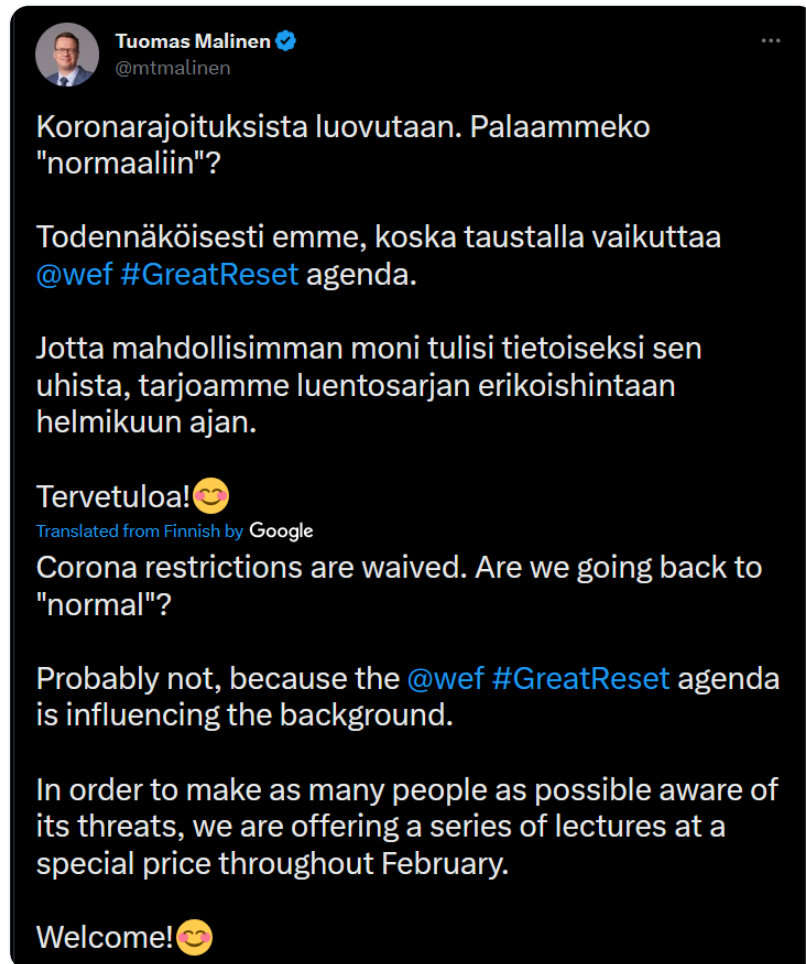 Tuomas Malinen
@mtmalinen
Koronarajoituksista luovutaan. Palaammeko
"normaaliin"?
Todennäköisesti emme, koska taustalla vaikuttaa
@wef #GreatReset agenda.
Jotta mahdollisimman moni tulisi tietoiseksi sen
uhista, tarjoamme luentosarjan erikoishintaan
helmikuun ajan.
Tervetuloa!😊
Translated from Finnish by Google
Corona restrictions are waived. Are we going back to
"normal"?
Probably not, because the @wef #GreatReset agenda
is influencing the background.
In order to make as many people as possible aware of
its threats, we are offering a series of lectures at a
special price throughout February.
Welcome!😊